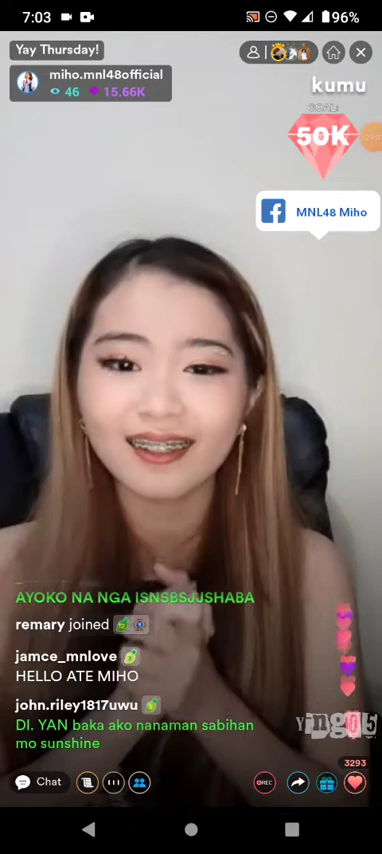 7:03
96%
Yay Thursday!
miho.mnl48official
46 15.66K
kumu
GOAL:
50K
MNL48 Miho
AYOKO NA NGA ISNSBSJJSHABA
remary joined
jamce_mnlove
HELLO ATE MIHO
john.riley1817uwu
DI. YAN baka ako nanaman sabihan
mo sunshine
Chat
REC
3293